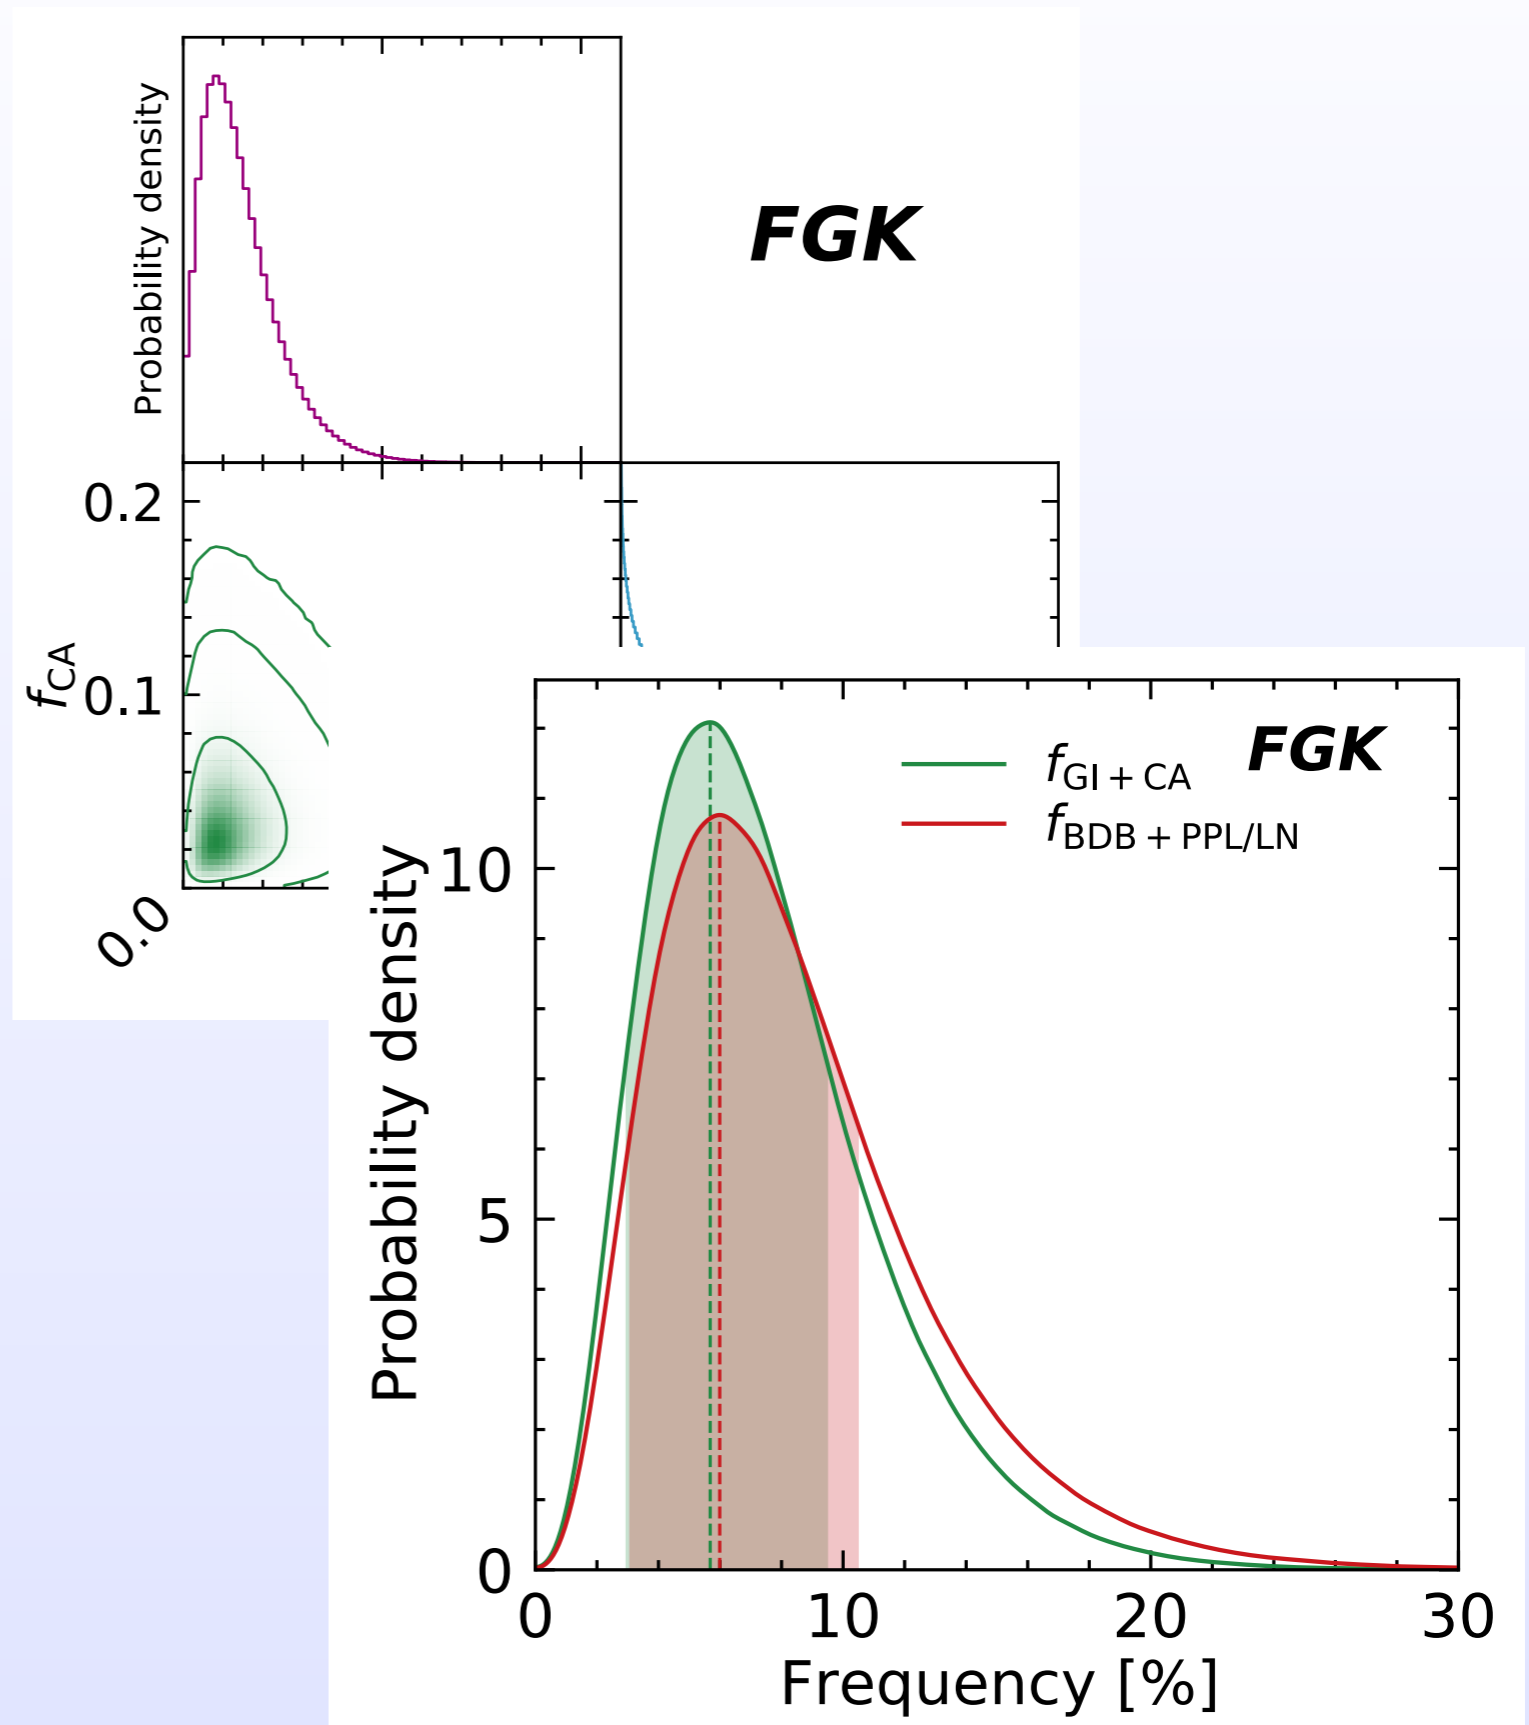 Probability density
FGK
0.2
f_CA
0.1
0.0
FGK
f_GI + CA
f_BDB + PPL/LN
Probability density
10
5
0
0 10 20 30
Frequency [%]